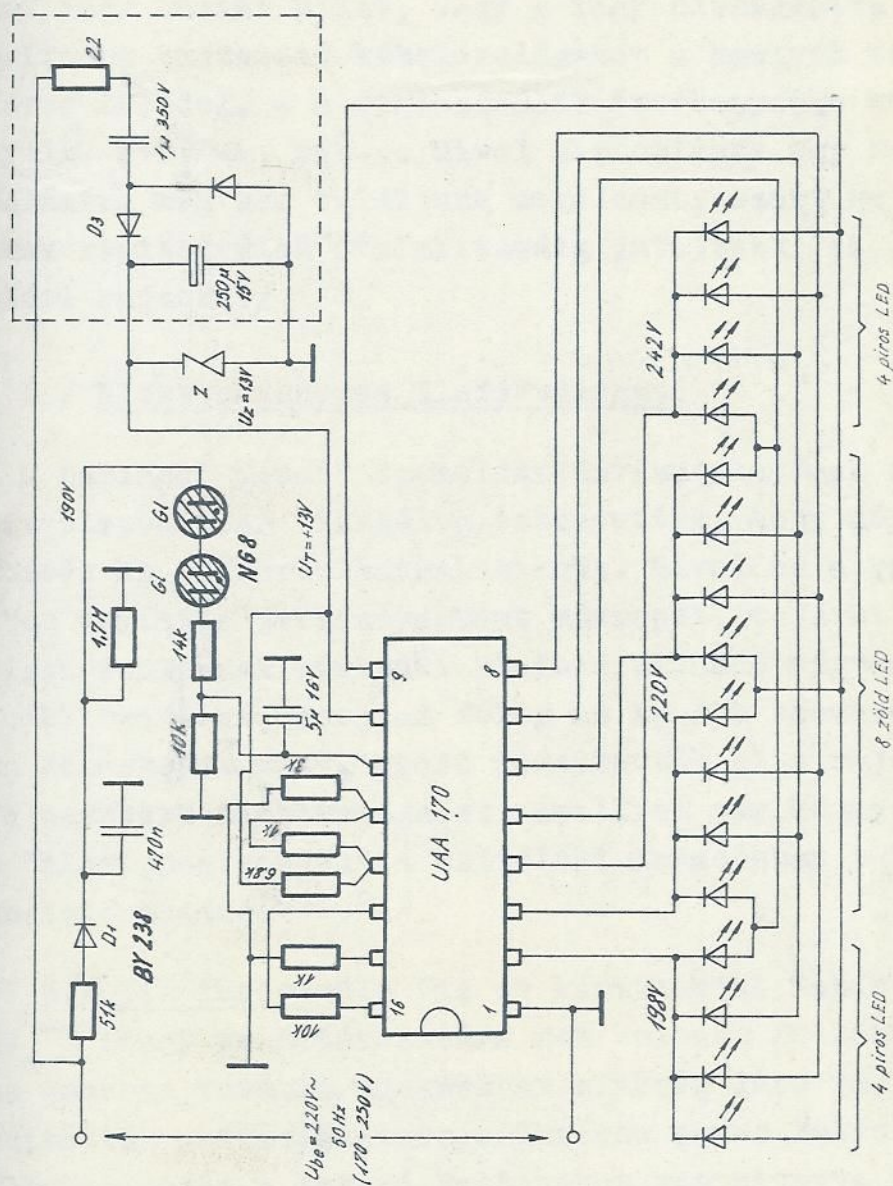 22
1µ 350V
D3
250µ
15V
Z
Uz=13V
190V
Gl
Gl
NG8
1,7M
14k
10K
470n
D1
BY 238
51k
UT=+13V
5µ 16V
3k
1k
6.8k
1k
10k
Ube=220V~
50Hz
(170-250V)
9
8
UAA 170
16
1
198V
220V
242V
4 piros LED
8 zöld LED
4 piros LED